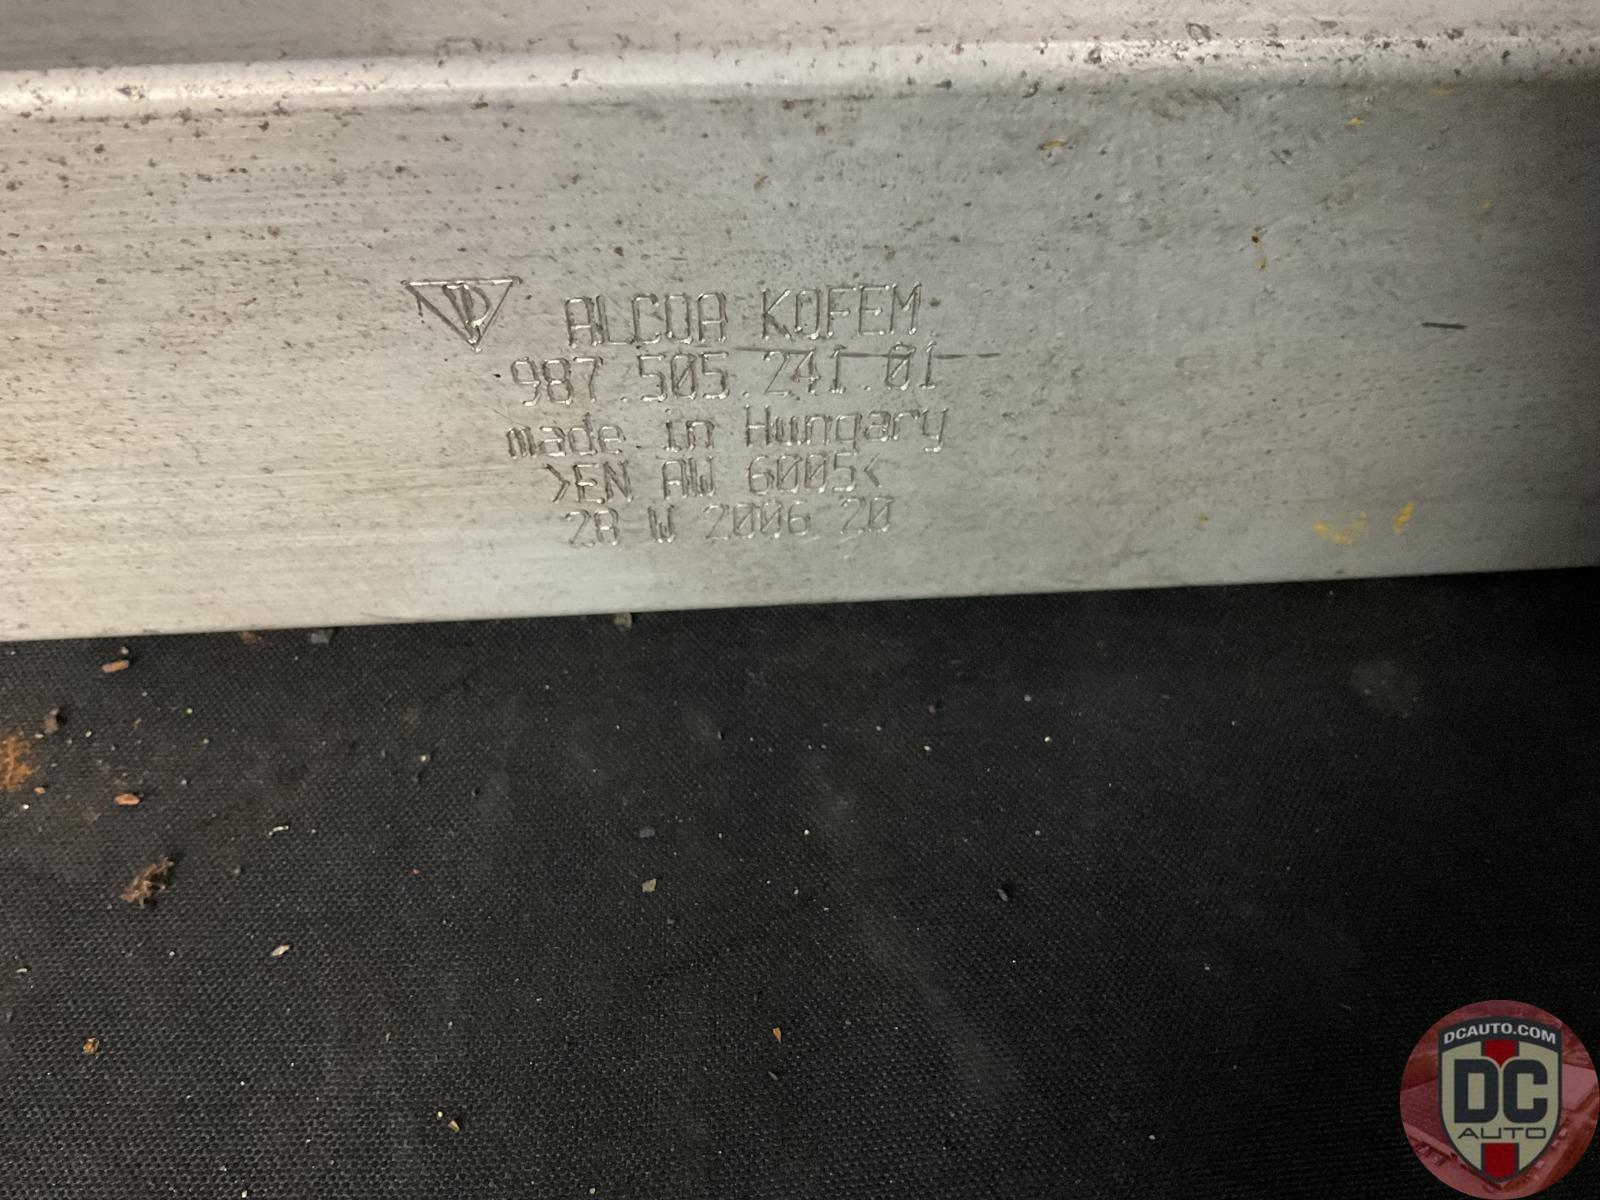 ALCOA KOFEM
987.505.241.01
made in Hungary
>EN AW 6005<
28 W 2006 20
DCAUTO.COM
DC
AUTO